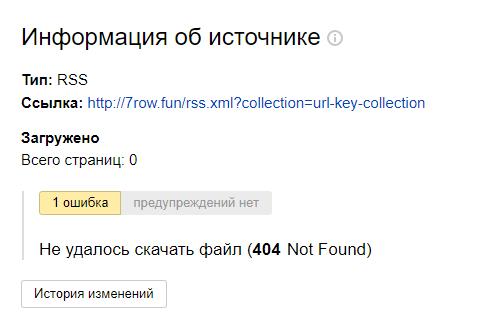 Информация об источнике
Тип: RSS
Ссылка: http://7row.fun/rss.xml?collection=url-key-collection
Загружено
Всего страниц: 0
1 ошибка предупреждений нет
Не удалось скачать файл (404 Not Found)
История изменений